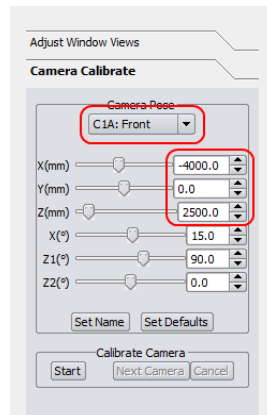 Adjust Window Views
Camera Calibrate
Camera Pose
C1A: Front
X(mm) -4000.0
Y(mm) 0.0
Z(mm) 2500.0
X(°) 15.0
Z1(°) 90.0
Z2(°) 0.0
Set Name Set Defaults
Calibrate Camera
Start Next Camera Cancel